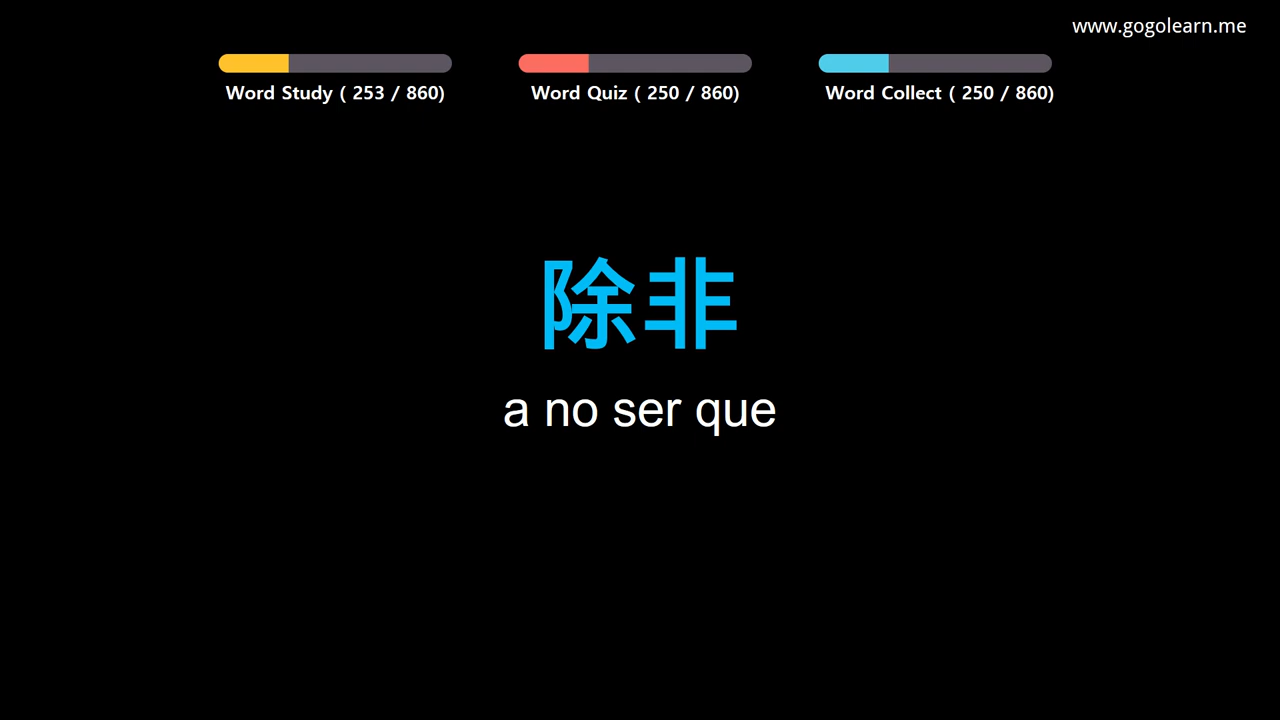 www.gogolearn.me
Word Study ( 253 / 860)
Word Quiz ( 250 / 860)
Word Collect ( 250 / 860)
除非
a no ser que